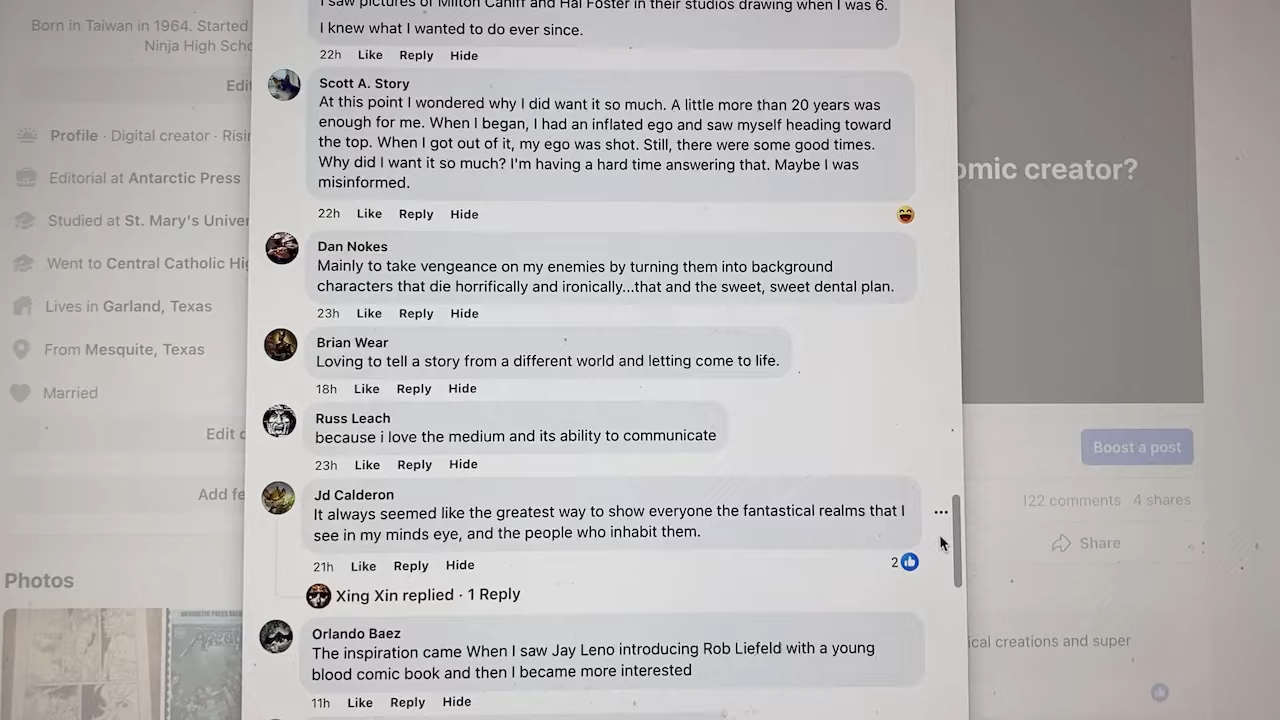 I saw pictures of Milton Caniff and Hal Foster in their studios drawing when I was 6.
I knew what I wanted to do ever since.
22h Like Reply Hide
Scott A. Story
At this point I wondered why I did want it so much. A little more than 20 years was
enough for me. When I began, I had an inflated ego and saw myself heading toward
the top. When I got out of it, my ego was shot. Still, there were some good times.
Why did I want it so much? I'm having a hard time answering that. Maybe I was
misinformed.
22h Like Reply Hide
Dan Nokes
Mainly to take vengeance on my enemies by turning them into background
characters that die horrifically and ironically...that and the sweet, sweet dental plan.
23h Like Reply Hide
Brian Wear
Loving to tell a story from a different world and letting come to life.
18h Like Reply Hide
Russ Leach
because i love the medium and its ability to communicate
23h Like Reply Hide
Jd Calderon
It always seemed like the greatest way to show everyone the fantastical realms that I
see in my minds eye, and the people who inhabit them.
21h Like Reply Hide
2
Xing Xin replied · 1 Reply
Orlando Baez
The inspiration came When I saw Jay Leno introducing Rob Liefeld with a young
blood comic book and then I became more interested
11h Like Reply Hide
Born in Taiwan in 1964. Started
Ninja High Scho
Edi
Profile · Digital creator · Risin
Editorial at Antarctic Press
Studied at St. Mary's Univer
Went to Central Catholic Hig
Lives in Garland, Texas
From Mesquite, Texas
Married
Edit
Add fe
Photos
omic creator?
Boost a post
122 comments 4 shares
Share
ical creations and super